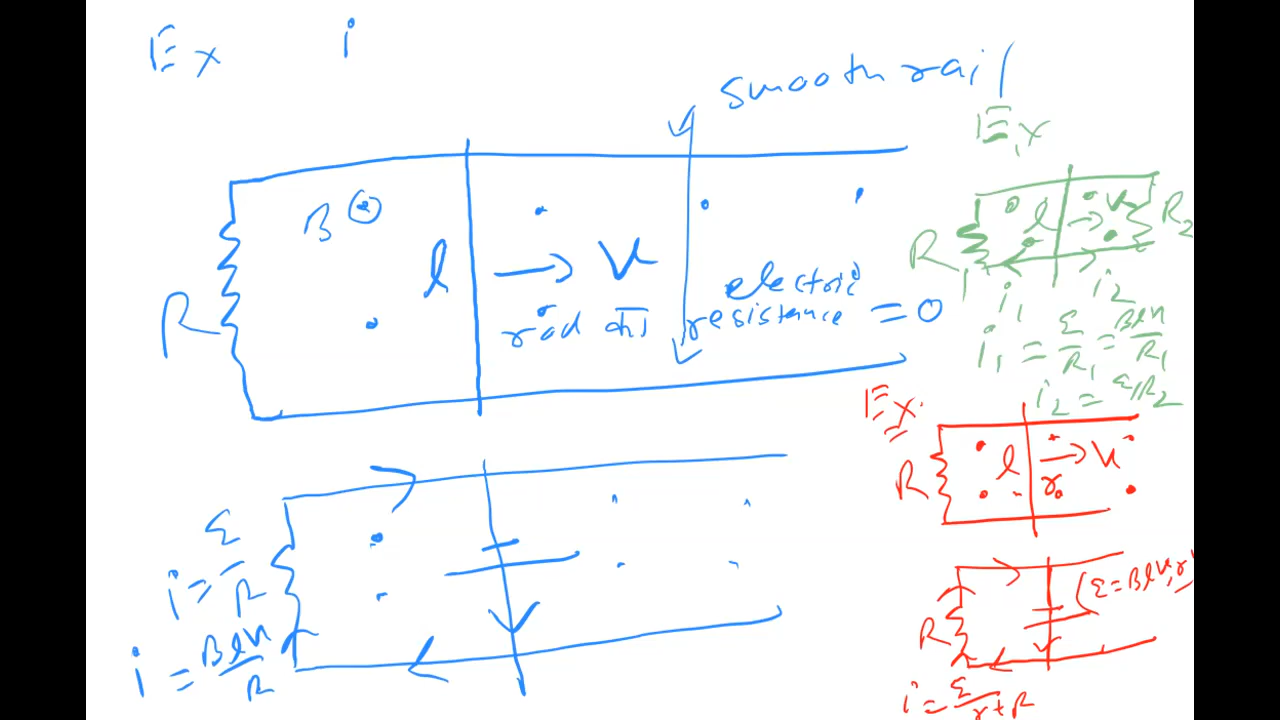 Ex i
smooth rail
B
l → v
R
electric
rod की resistance = 0
i = ε/R
i = Blv/R
Ex
R1 l → v R2
i1 i2
i1 = ε/R1 = Blv/R1
i2 = ε/R2
Ex.
R l → v
r
R ε = Blv, r
i = ε/r+R